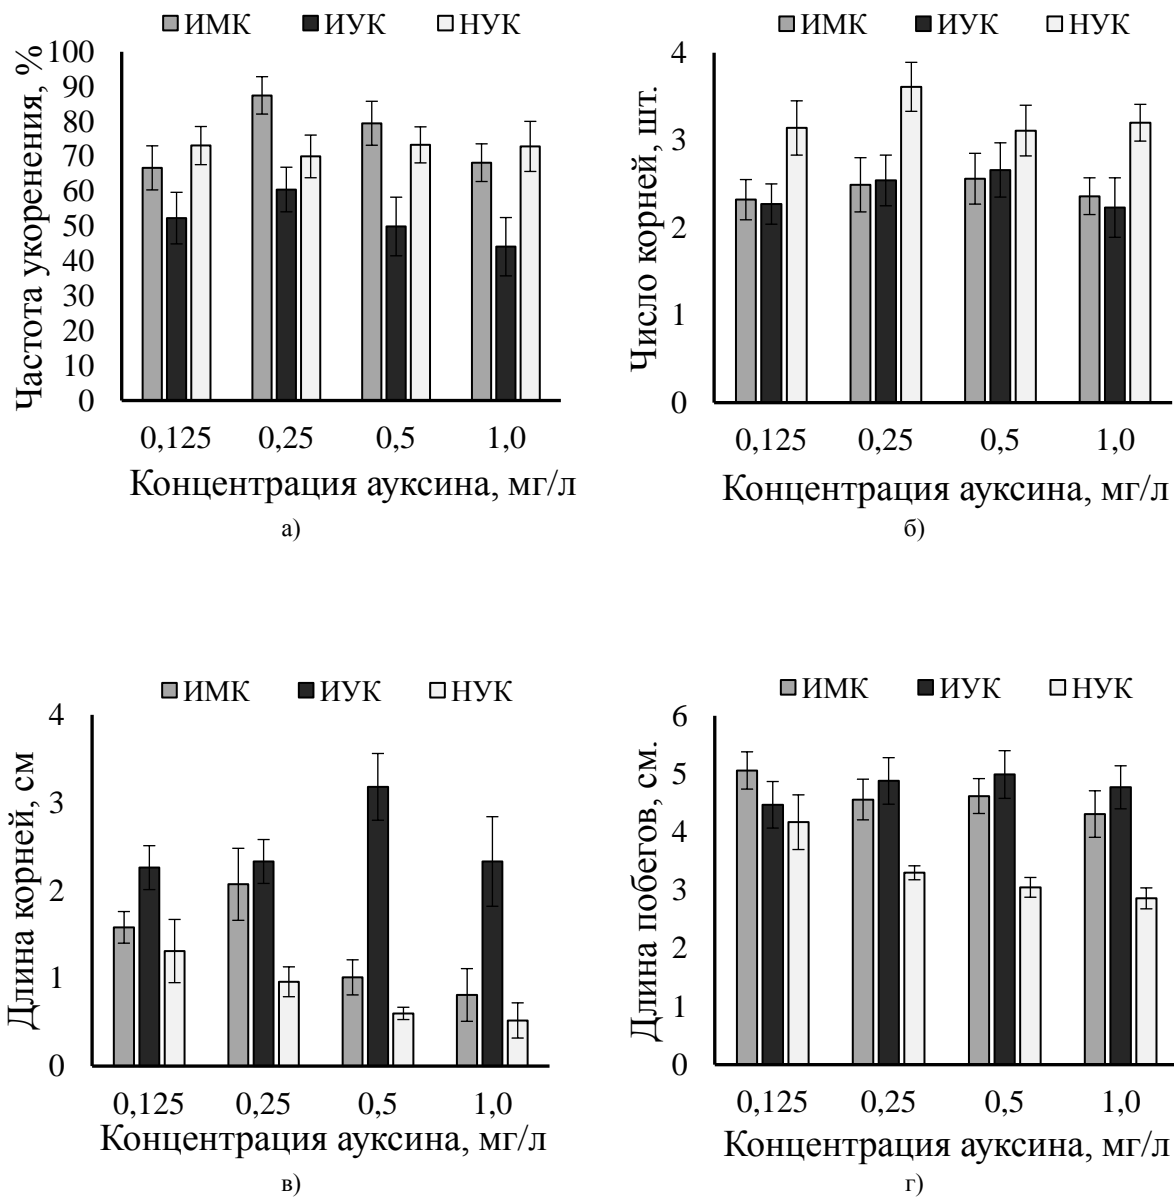 ИМК ИУК НУК
Частота укоренения, %
100
90
80
70
60
50
40
30
20
10
0
0,125 0,25 0,5 1,0
Концентрация ауксина, мг/л
а)
ИМК ИУК НУК
Число корней, шт.
4
3
2
1
0
0,125 0,25 0,5 1,0
Концентрация ауксина, мг/л
б)
ИМК ИУК НУК
Длина корней, см
4
3
2
1
0
0,125 0,25 0,5 1,0
Концентрация ауксина, мг/л
в)
ИМК ИУК НУК
Длина побегов, см.
6
5
4
3
2
1
0
0,125 0,25 0,5 1,0
Концентрация ауксина, мг/л
г)